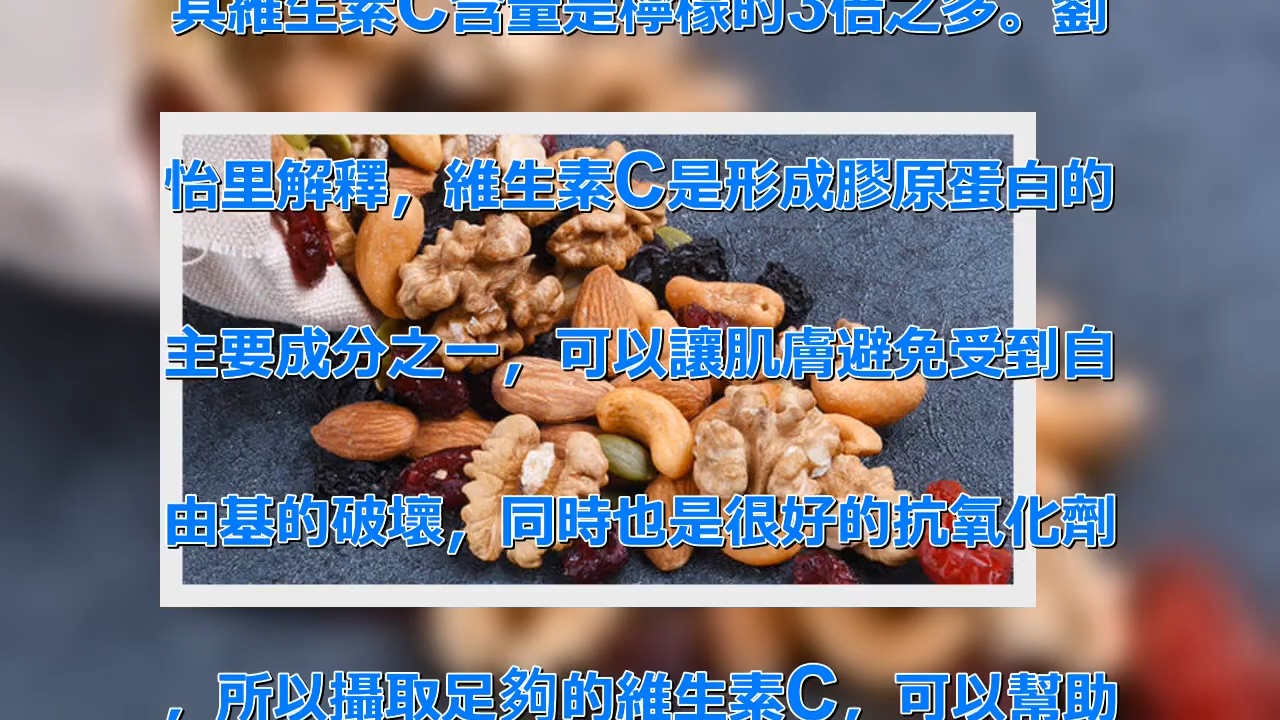 其維生素C含量是檸檬的3倍之多。劉
怡里解釋，維生素C是形成膠原蛋白的
主要成分之一，可以讓肌膚避免受到自
由基的破壞，同時也是很好的抗氧化劑
，所以攝取足夠的維生素C，可以幫助